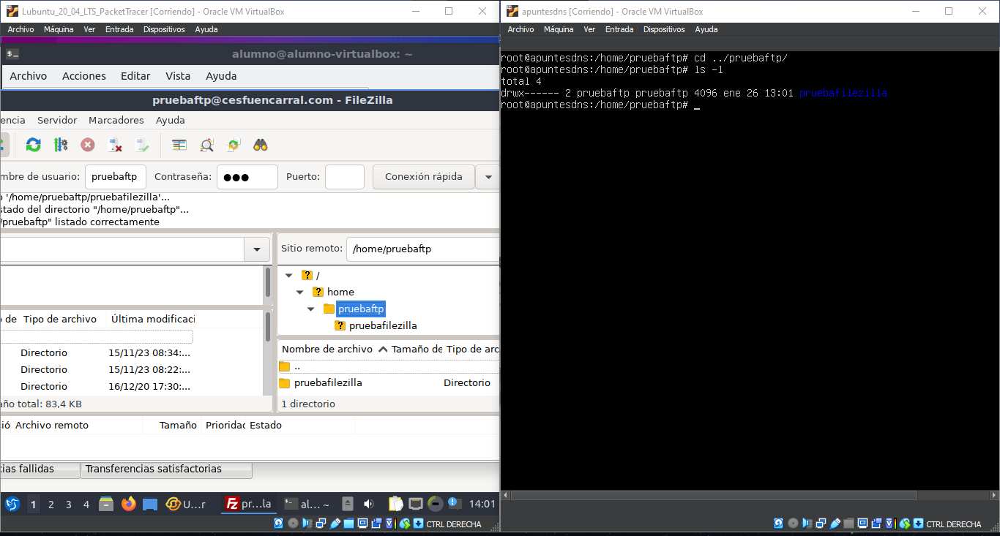 Lubuntu_20_04_LTS_PacketTracer [Corriendo] - Oracle VM VirtualBox
Archivo Máquina Ver Entrada Dispositivos Ayuda
alumno@alumno-virtualbox: ~
Archivo Acciones Editar Vista Ayuda
pruebaftp@cesfuencarral.com - FileZilla
encia Servidor Marcadores Ayuda
mbre de usuario: pruebaftp Contraseña: ●●● Puerto: Conexión rápida
o '/home/pruebaftp/pruebafilezilla'...
stado del directorio "/home/pruebaftp"...
/pruebaftp" listado correctamente
Sitio remoto: /home/pruebaftp
/
home
pruebaftp
pruebafilezilla
o de Tipo de archivo Última modificaci
Directorio 15/11/23 08:34:...
Directorio 15/11/23 08:22:...
Directorio 16/12/20 17:30:...
año total: 83,4 KB
Nombre de archivo Tamaño de Tipo de arc
..
pruebafilezilla Directorio
1 directorio
ció Archivo remoto Tamaño Prioridad Estado
cias fallidas Transferencias satisfactorias
1 2 3 4 U...r pr...la al... ~ 14:01
CTRL DERECHA
apuntesdns [Corriendo] - Oracle VM VirtualBox
Archivo Máquina Ver Entrada Dispositivos Ayuda
root@apuntesdns:/home/pruebaftp# cd ../pruebaftp/
root@apuntesdns:/home/pruebaftp# ls -l
total 4
drwx------ 2 pruebaftp pruebaftp 4096 ene 26 13:01 pruebafilezilla
root@apuntesdns:/home/pruebaftp# _
CTRL DERECHA